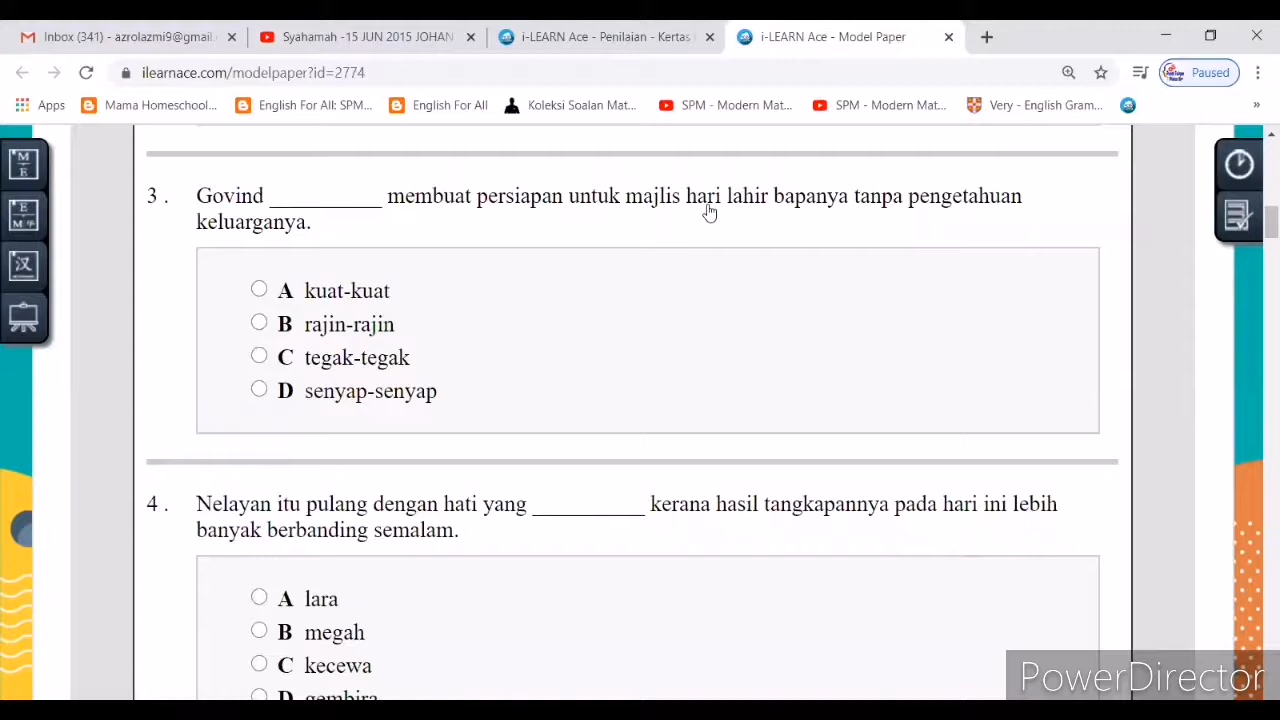 Inbox (341) - azrolazmi9@gmail.
Syahamah -15 JUN 2015 JOHAN
i-LEARN Ace - Penilaian - Kertas
i-LEARN Ace - Model Paper
ilearnace.com/modelpaper?id=2774
Paused
Apps
Mama Homeschool...
English For All: SPM...
English For All
Koleksi Soalan Mat...
SPM - Modern Mat...
SPM - Modern Mat...
Very - English Gram...
»
3 . Govind __________ membuat persiapan untuk majlis hari lahir bapanya tanpa pengetahuan
keluarganya.
A kuat-kuat
B rajin-rajin
C tegak-tegak
D senyap-senyap
4 . Nelayan itu pulang dengan hati yang __________ kerana hasil tangkapannya pada hari ini lebih
banyak berbanding semalam.
A lara
B megah
C kecewa
D gembira
M
E
汉
PowerDirector